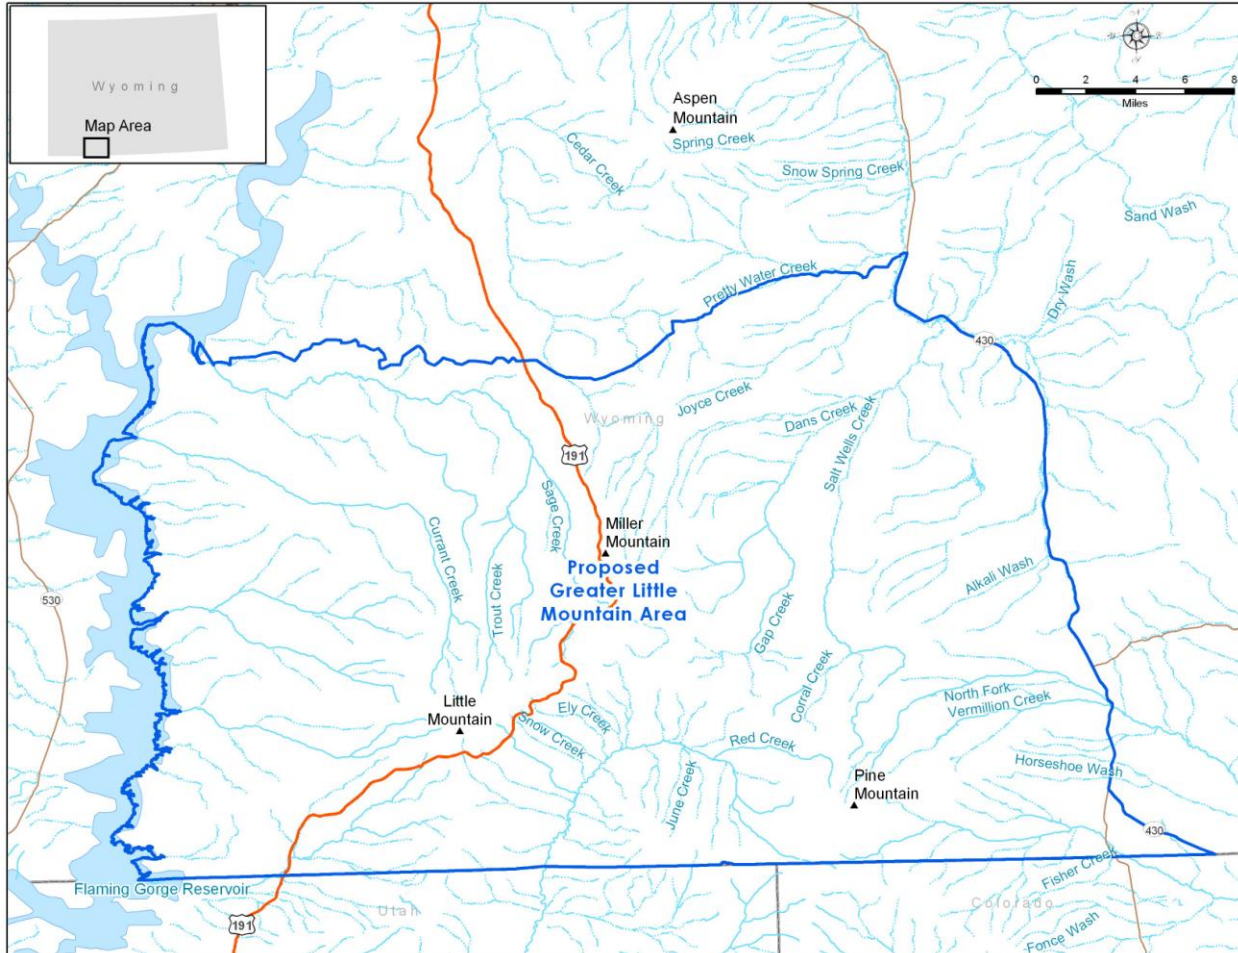 Wyoming
Map Area
0 2 4 6 8
Miles
Aspen
Mountain
Spring Creek
Cedar Creek
Snow Spring Creek
Sand Wash
Pretty Water Creek
Dry Wash
430
Wyoming
Joyce Creek
Dans Creek
Salt Wells Creek
191
Sage Creek
Currant Creek
Trout Creek
Miller
Mountain
Proposed
Greater Little
Mountain Area
Alkali Wash
530
Gap Creek
Corral Creek
Little
Mountain
Ely Creek
Snow Creek
North Fork
Vermillion Creek
Red Creek
June Creek
Horseshoe Wash
Pine
Mountain
430
Fisher Creek
Flaming Gorge Reservoir
Utah
Colorado
191
Fonce Wash